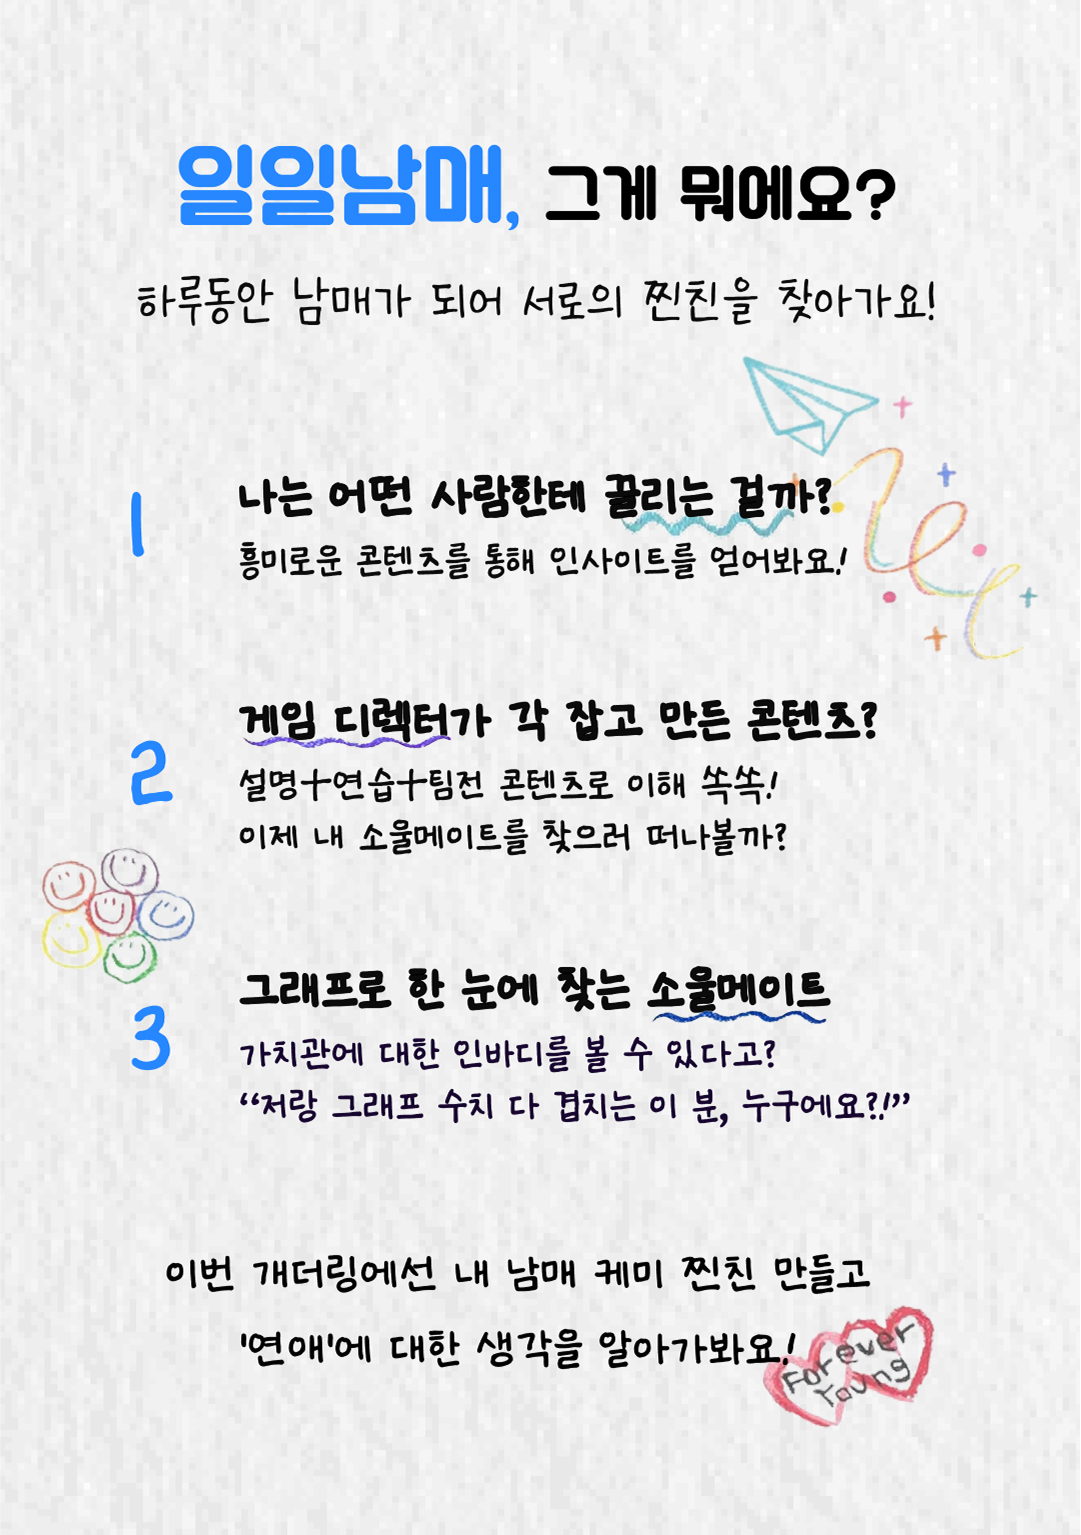 일일남매, 그게 뭐에요?
하루동안 남매가 되어 서로의 찐친을 찾아가요!
1
나는 어떤 사람한테 끌리는 걸까?
흥미로운 콘텐츠를 통해 인사이트를 얻어봐요!
2
게임 디렉터가 각 잡고 만든 콘텐츠?
설명+연습+팀전 콘텐츠로 이해 쏙쏙!
이제 내 소울메이트를 찾으러 떠나볼까?
3
그래프로 한 눈에 찾는 소울메이트
가치관에 대한 인바디를 볼 수 있다고?
“저랑 그래프 수치 다 겹치는 이 분, 누구에요?!”
이번 개더링에선 내 남매 케미 찐친 만들고
'연애'에 대한 생각을 알아가봐요!
Forever
Young